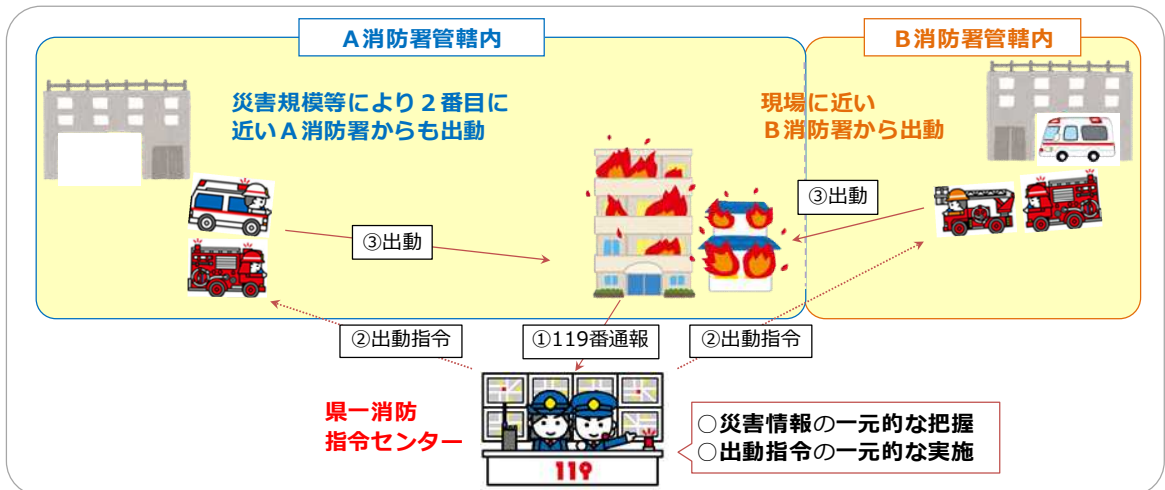 A消防署管轄内
B消防署管轄内
災害規模等により２番目に
近いA消防署からも出動
現場に近い
B消防署から出動
③出動
③出動
②出動指令
①119番通報
②出動指令
県一消防
指令センター
119
○災害情報の一元的な把握
○出動指令の一元的な実施